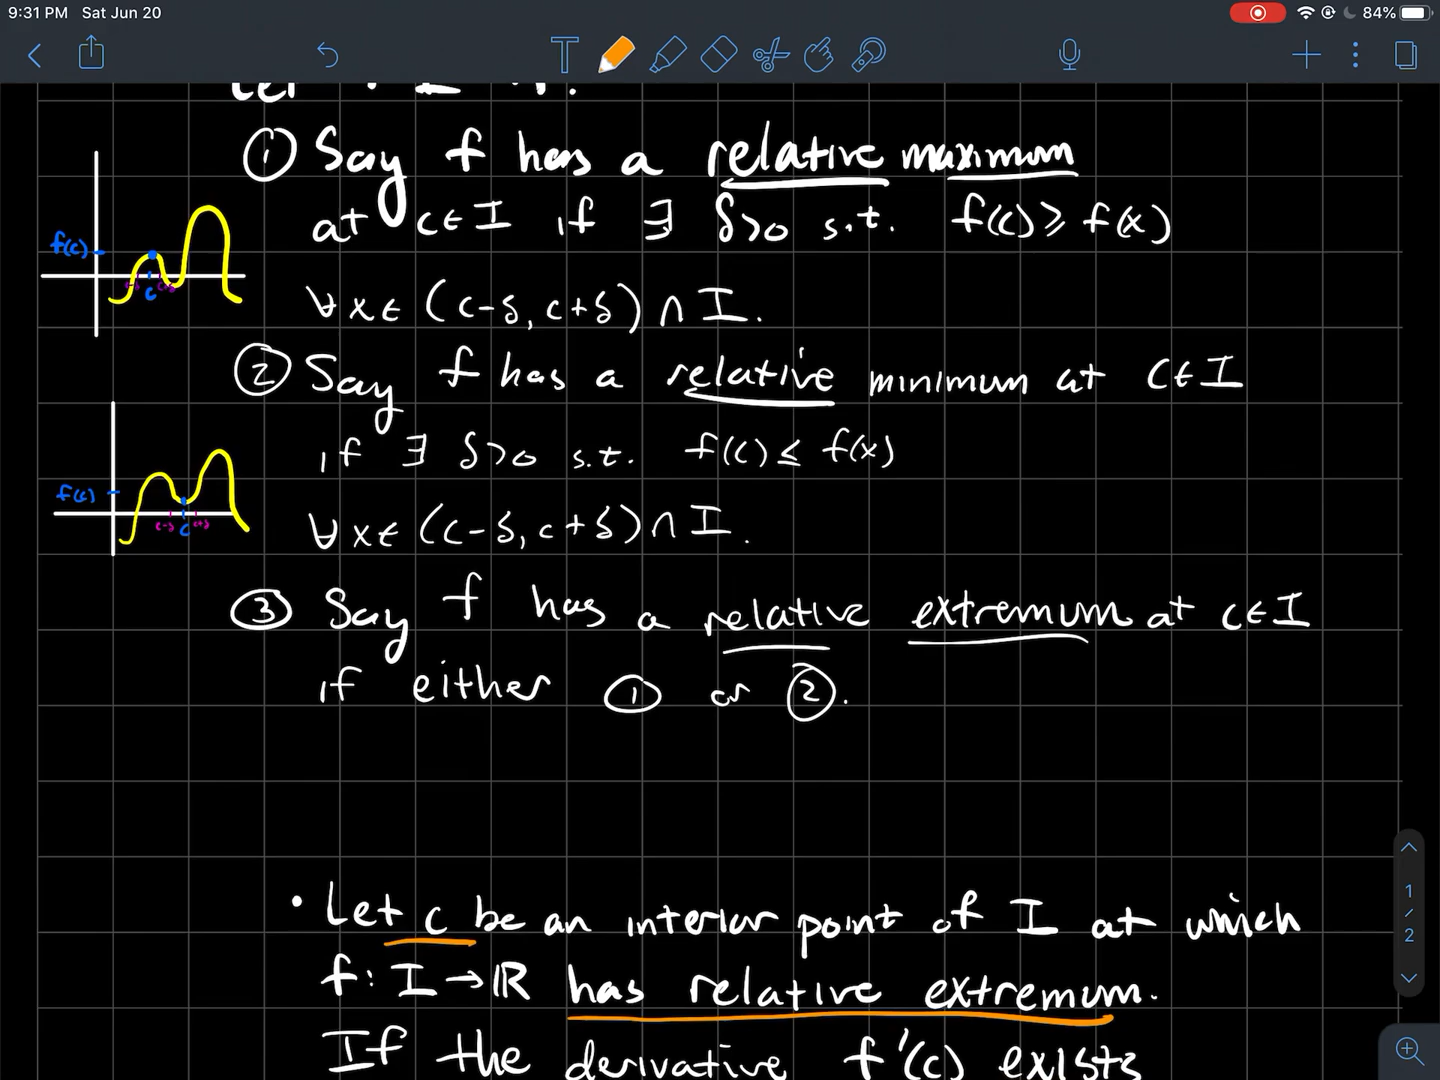 9:31 PM Sat Jun 20 84%
Let
① Say f has a relative maximum
at c∈I if ∃ δ>0 s.t. f(c) ≥ f(x)
∀x∈ (c-δ, c+δ) ∩ I.
f(c)
c
② Say f has a relative minimum at c∈I
if ∃ δ>0 s.t. f(c) ≤ f(x)
∀x∈ (c-δ, c+δ) ∩ I.
f(c)
c-δ c c+δ
③ Say f has a relative extremum at c∈I
if either ① or ②.
• Let c be an interior point of I at which
f: I→ℝ has relative extremum.
If the derivative f'(c) exists
T
1
/
2